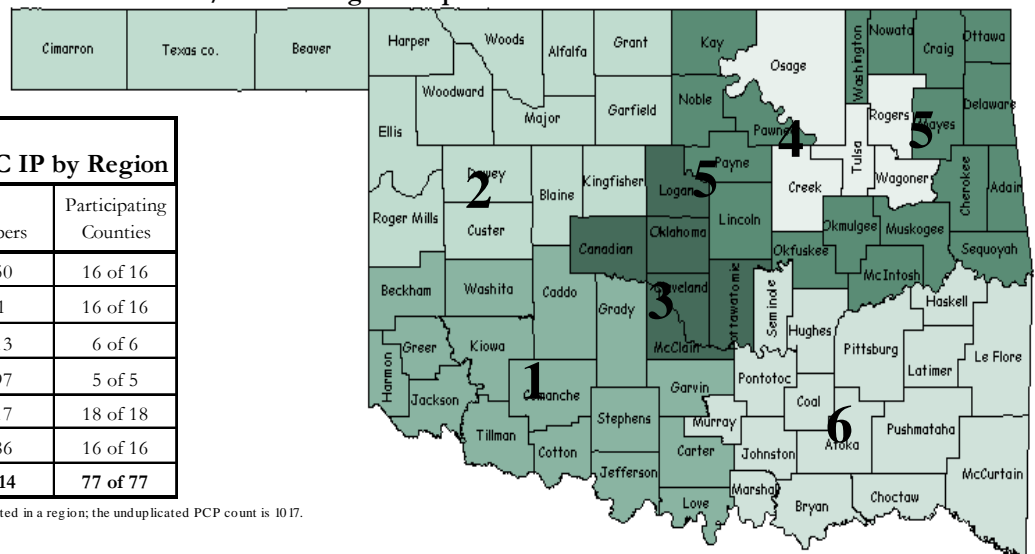 C IP by Region
Participating
Counties
16 of 16
16 of 16
6 of 6
5 of 5
18 of 18
16 of 16
14 77 of 77
ted in a region; the unduplicated PCP count is 1017.
Cimarron
Texas co.
Beaver
Harper
Woods
Alfalfa
Grant
Kay
Osage
Washington
Nowata
Craig
Ottawa
Woodward
Ellis
Major
Garfield
Noble
Pawnee
Rogers
Mayes
Delaware
4
5
Dewey
2
Blaine
Kingfisher
Logan
5
Payne
Creek
Tulsa
Wagoner
Cherokee
Adair
Roger Mills
Custer
Canadian
Oklahoma
Lincoln
Okfuskee
Okmulgee
Muskogee
Sequoyah
McIntosh
Beckham
Washita
Caddo
Grady
Cleveland
3
McClain
Pottawatomie
Seminole
Hughes
Pittsburg
Haskell
Latimer
Le Flore
Harmon
Greer
Kiowa
Jackson
1
Comanche
Tillman
Cotton
Stephens
Jefferson
Garvin
Murray
Carter
Love
Pontotoc
Coal
6
Atoka
Johnston
Marshal
Bryan
Pushmataha
Choctaw
McCurtain